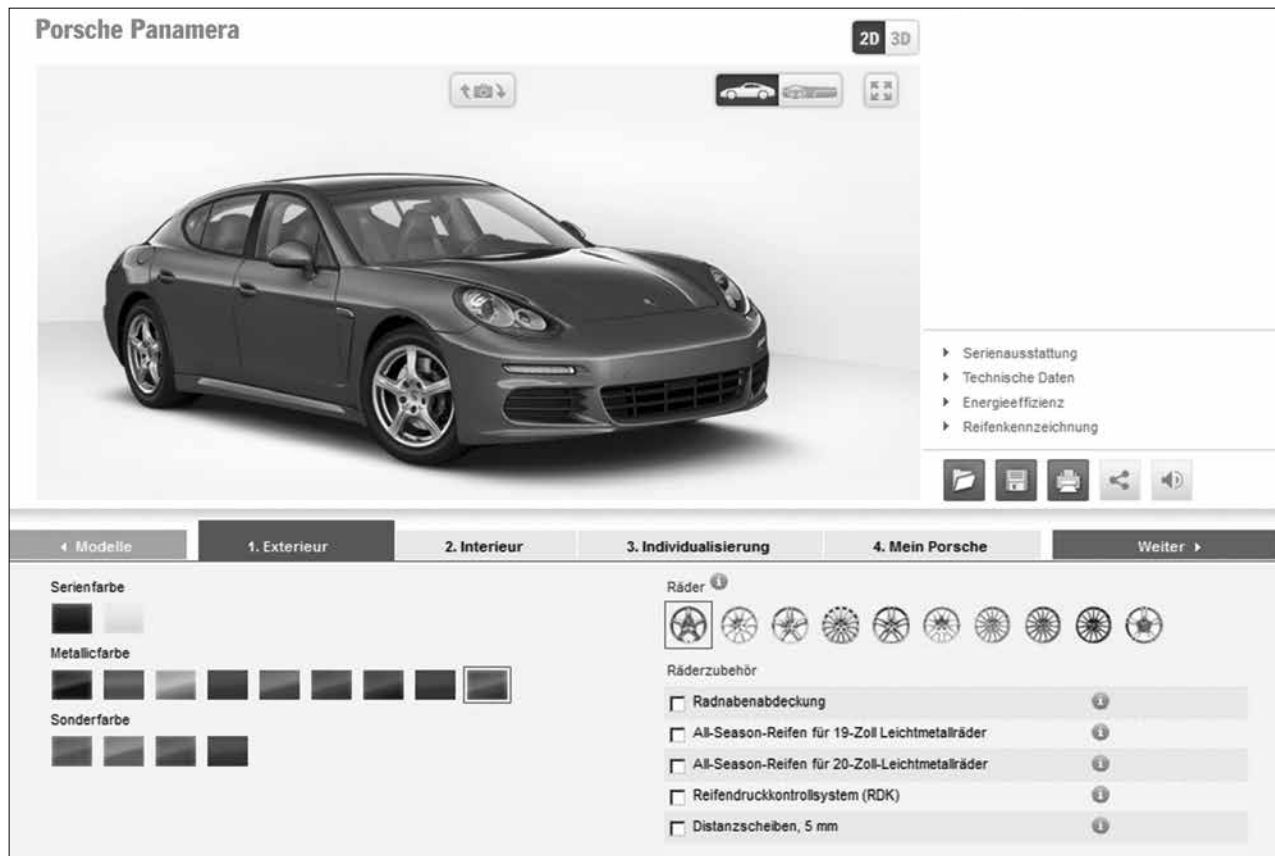 Porsche Panamera
2D 3D
Serienausstattung
Technische Daten
Energieeffizienz
Reifenkennzeichnung
Modelle
1. Exterieur
2. Interieur
3. Individualisierung
4. Mein Porsche
Weiter
Serienfarbe
Metallicfarbe
Sonderfarbe
Räder
Räderzubehör
Radnabenabdeckung
All-Season-Reifen für 19-Zoll Leichtmetallräder
All-Season-Reifen für 20-Zoll-Leichtmetallräder
Reifendruckkontrollsystem (RDK)
Distanzscheiben, 5 mm